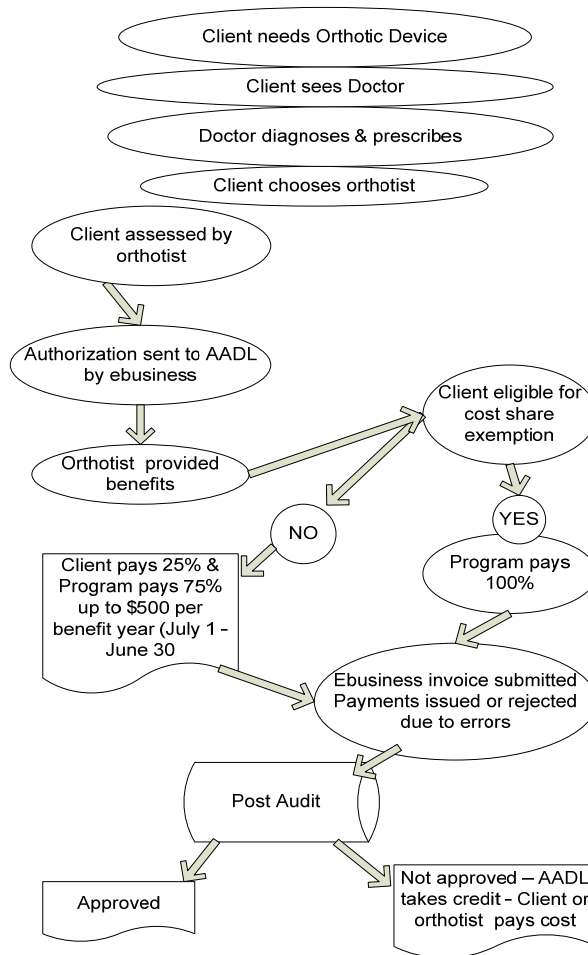 Client needs Orthotic Device
Client sees Doctor
Doctor diagnoses & prescribes
Client chooses orthotist
Client assessed by
orthotist
Authorization sent to AADL
by ebusiness
Orthotist provided
benefits
Client eligible for
cost share
exemption
NO
YES
Client pays 25% &
Program pays 75%
up to $500 per
benefit year (July 1 –
June 30
Program pays
100%
Ebusiness invoice submitted
Payments issued or rejected
due to errors
Post Audit
Approved
Not approved – AADL
takes credit - Client or
orthotist pays cost